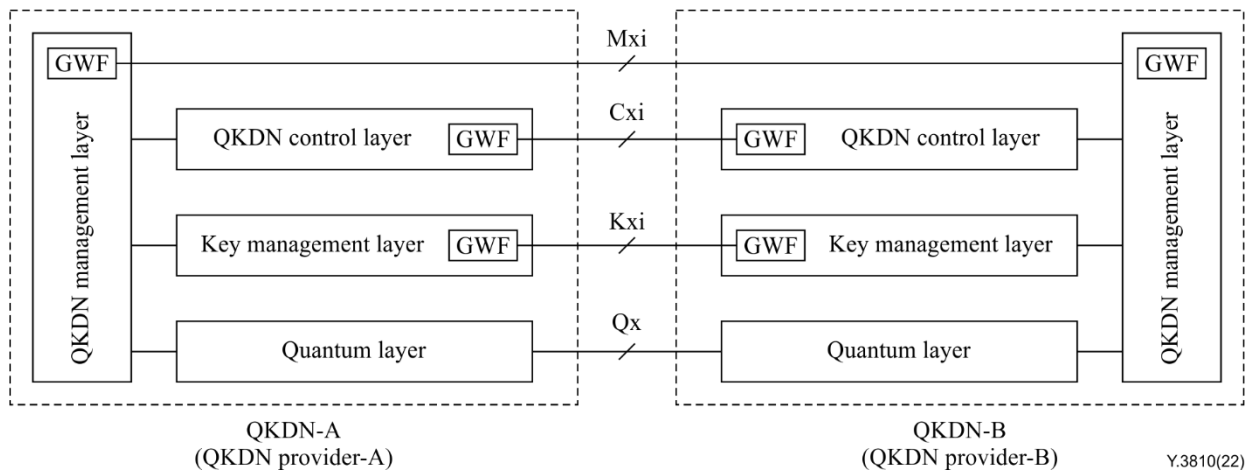 Mxi
GWF
GWF
Cxi
QKDN control layer
GWF
GWF
QKDN control layer
QKDN management layer
QKDN management layer
Kxi
Key management layer
GWF
GWF
Key management layer
Qx
Quantum layer
Quantum layer
QKDN-A
(QKDN provider-A)
QKDN-B
(QKDN provider-B)
Y.3810(22)